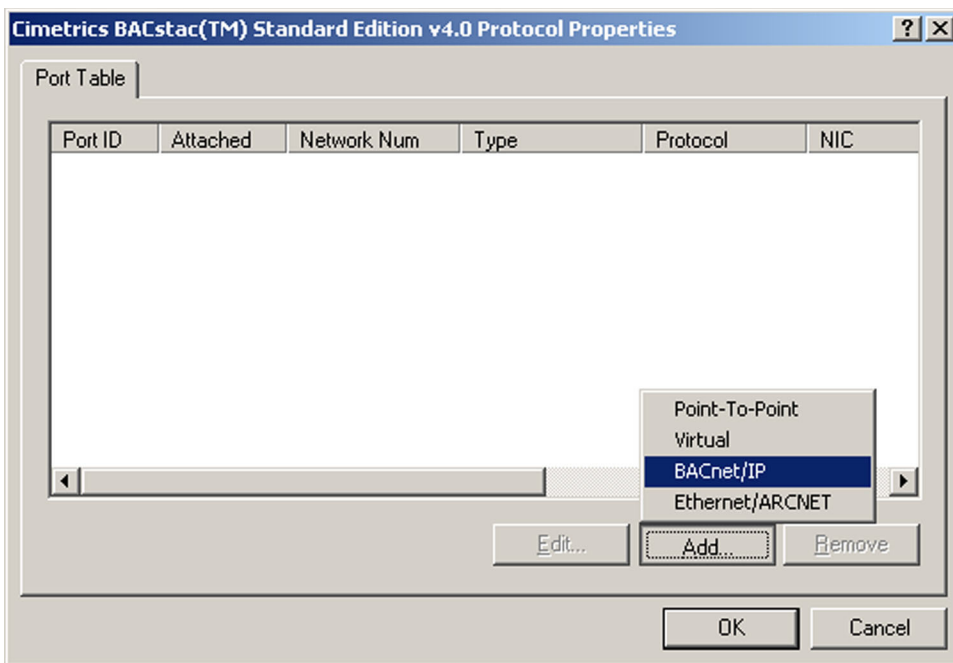 Cimetrics BACstac(TM) Standard Edition v4.0 Protocol Properties
Port Table
Port ID Attached Network Num Type Protocol NIC
Point-To-Point
Virtual
BACnet/IP
Ethernet/ARCNET
Edit... Add... Remove
OK Cancel